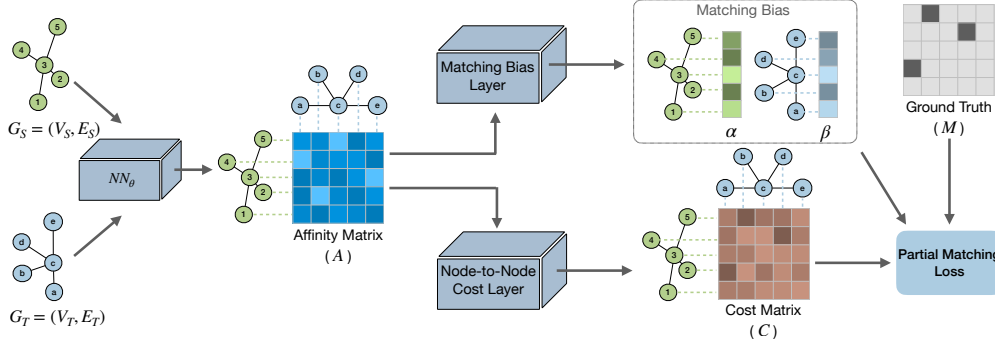 5
4
3
2
1
G_S = (V_S, E_S)
NN_θ
e
d
c
b
a
G_T = (V_T, E_T)
b
d
a
c
e
5
4
3
2
1
Affinity Matrix
(A)
Matching Bias
Layer
Node-to-Node
Cost Layer
Matching Bias
5
4
3
2
1
α
e
d
c
b
a
β
Ground Truth
(M)
b
d
a
c
e
5
4
3
2
1
Cost Matrix
(C)
Partial Matching
Loss